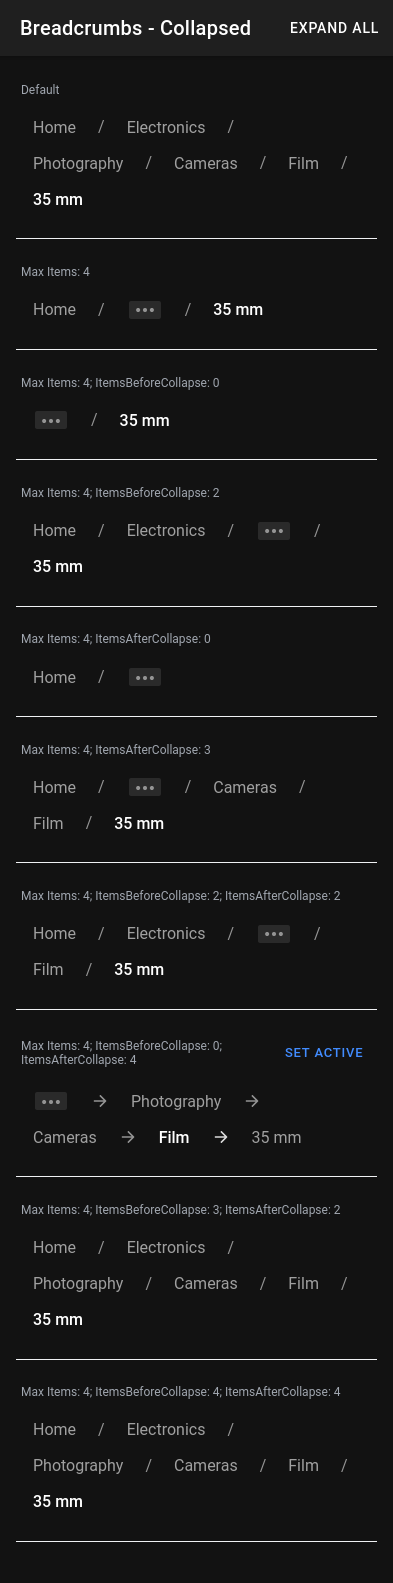 Breadcrumbs - Collapsed EXPAND ALL
Default
Home / Electronics /
Photography / Cameras / Film /
35 mm
Max Items: 4
Home / ••• / 35 mm
Max Items: 4; ItemsBeforeCollapse: 0
••• / 35 mm
Max Items: 4; ItemsBeforeCollapse: 2
Home / Electronics / ••• /
35 mm
Max Items: 4; ItemsAfterCollapse: 0
Home / •••
Max Items: 4; ItemsAfterCollapse: 3
Home / ••• / Cameras /
Film / 35 mm
Max Items: 4; ItemsBeforeCollapse: 2; ItemsAfterCollapse: 2
Home / Electronics / ••• /
Film / 35 mm
Max Items: 4; ItemsBeforeCollapse: 0;
ItemsAfterCollapse: 4
SET ACTIVE
••• → Photography →
Cameras → Film → 35 mm
Max Items: 4; ItemsBeforeCollapse: 3; ItemsAfterCollapse: 2
Home / Electronics /
Photography / Cameras / Film /
35 mm
Max Items: 4; ItemsBeforeCollapse: 4; ItemsAfterCollapse: 4
Home / Electronics /
Photography / Cameras / Film /
35 mm